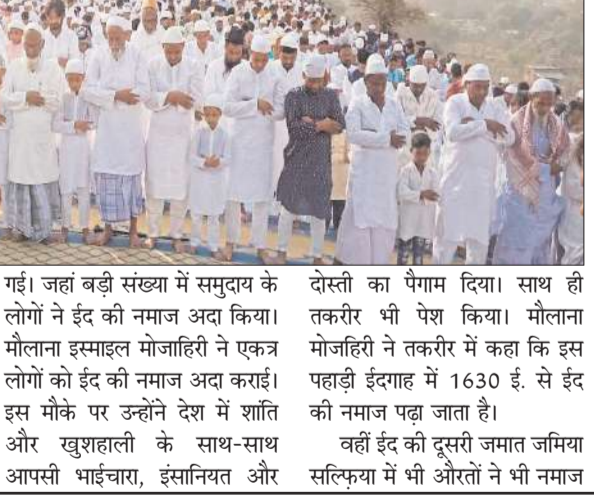 गई। जहां बड़ी संख्या में समुदाय के
लोगों ने ईद की नमाज अदा किया।
मौलाना इस्माइल मोजाहिरी ने एकत्र
लोगों को ईद की नमाज अदा कराई।
इस मौके पर उन्होंने देश में शांति
और खुशहाली के साथ-साथ
आपसी भाईचारा, इंसानियत और
दोस्ती का पैगाम दिया। साथ ही
तकरीर भी पेश किया। मौलाना
मोजहिरी ने तकरीर में कहा कि इस
पहाड़ी ईदगाह में 1630 ई. से ईद
की नमाज पढ़ा जाता है।
वहीं ईद की दूसरी जमात जमिया
सल्फिया में भी औरतों ने भी नमाज